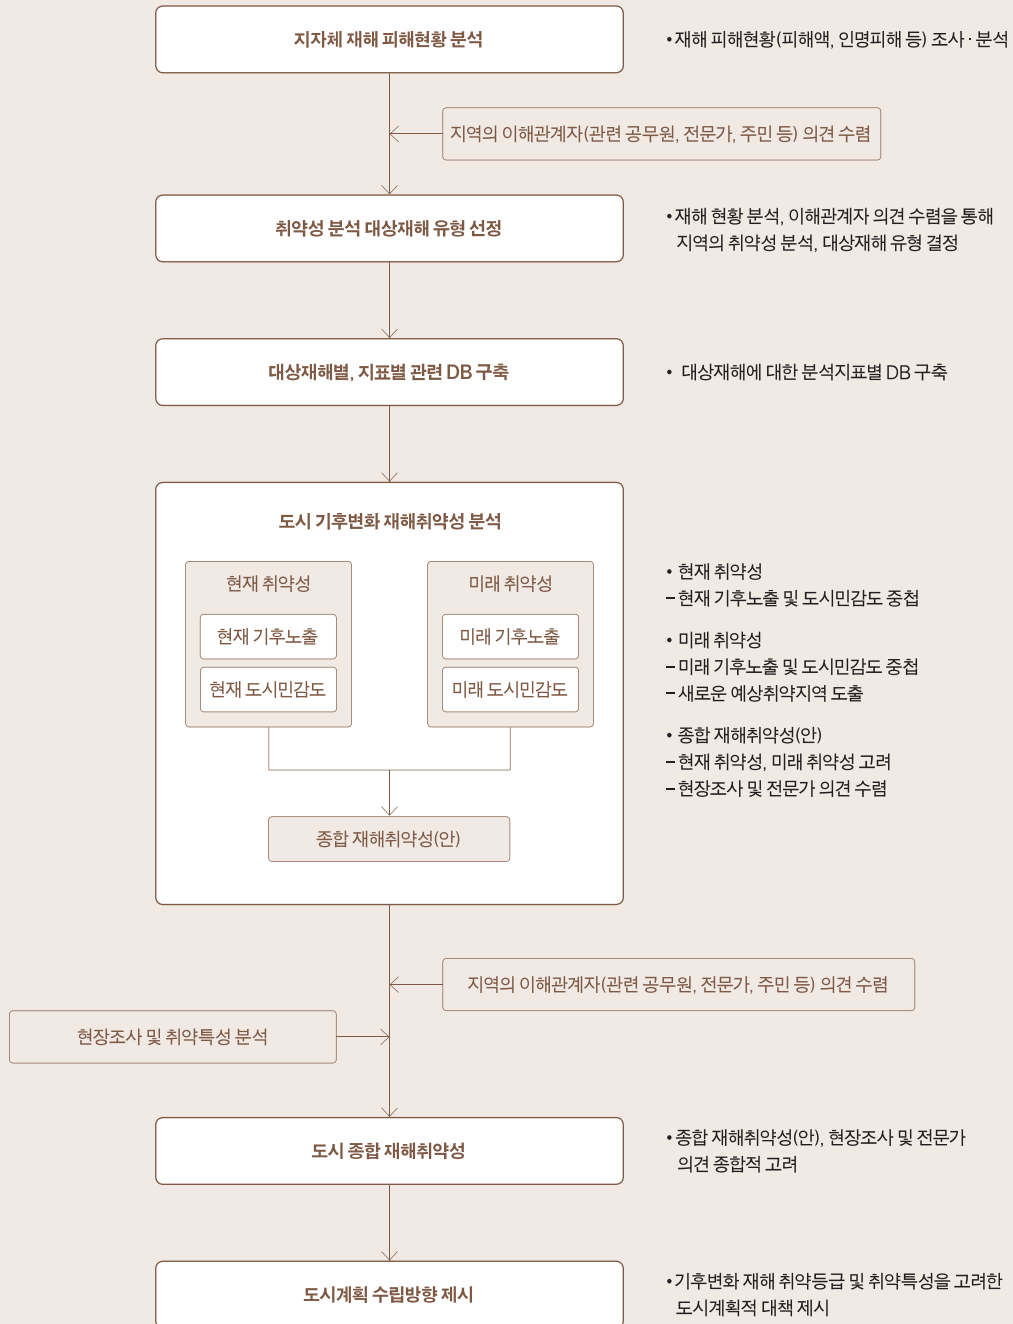 지자체 재해 피해현황 분석
•재해 피해현황(피해액, 인명피해 등) 조사 · 분석
지역의 이해관계자(관련 공무원, 전문가, 주민 등) 의견 수렴
취약성 분석 대상재해 유형 선정
•재해 현황 분석, 이해관계자 의견 수렴을 통해
지역의 취약성 분석, 대상재해 유형 결정
대상재해별, 지표별 관련 DB 구축
• 대상재해에 대한 분석지표별 DB 구축
도시 기후변화 재해취약성 분석
현재 취약성
현재 기후노출
현재 도시민감도
미래 취약성
미래 기후노출
미래 도시민감도
종합 재해취약성(안)
• 현재 취약성
– 현재 기후노출 및 도시민감도 중첩
• 미래 취약성
– 미래 기후노출 및 도시민감도 중첩
– 새로운 예상취약지역 도출
• 종합 재해취약성(안)
– 현재 취약성, 미래 취약성 고려
– 현장조사 및 전문가 의견 수렴
지역의 이해관계자(관련 공무원, 전문가, 주민 등) 의견 수렴
현장조사 및 취약특성 분석
도시 종합 재해취약성
•종합 재해취약성(안), 현장조사 및 전문가
의견 종합적 고려
도시계획 수립방향 제시
•기후변화 재해 취약등급 및 취약특성을 고려한
도시계획적 대책 제시